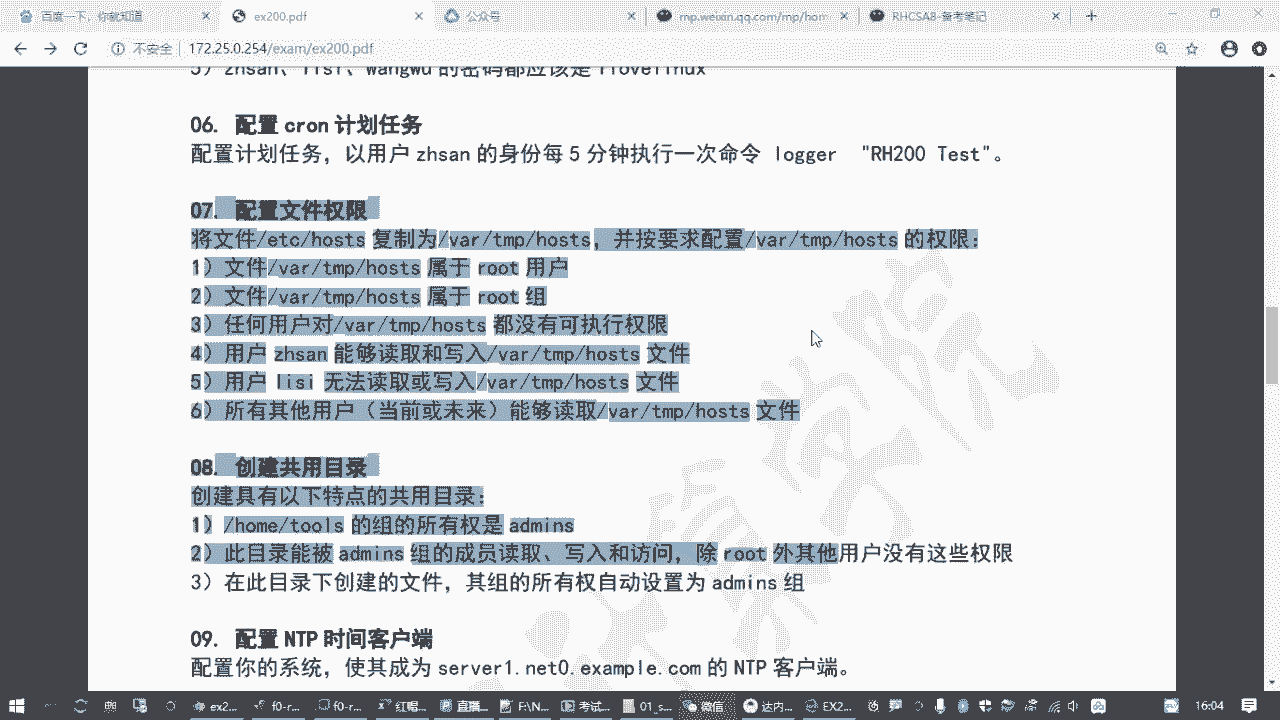 百度一下，你就知道
ex200.pdf
公众号
mp.weixin.qq.com/mp/hom
RHCSA8-备考笔记
不安全
172.25.0.254/exam/ex200.pdf
5）zhsan、lisi、wangwu 的密码都应该是 ilovelinux
06. 配置 cron 计划任务
配置计划任务，以用户 zhsan 的身份每 5 分钟执行一次命令 logger "RH200 Test"。
07. 配置文件权限
将文件/etc/hosts 复制为/var/tmp/hosts，并按要求配置/var/tmp/hosts 的权限：
1）文件/var/tmp/hosts 属于 root 用户
2）文件/var/tmp/hosts 属于 root 组
3）任何用户对/var/tmp/hosts 都没有可执行权限
4）用户 zhsan 能够读取和写入/var/tmp/hosts 文件
5）用户 lisi 无法读取或写入/var/tmp/hosts 文件
6）所有其他用户（当前或未来）能够读取/var/tmp/hosts 文件
08. 创建共用目录
创建具有以下特点的共用目录：
1）/home/tools 的组的所有权是 admins
2）此目录能被 admins 组的成员读取、写入和访问，除 root 外其他用户没有这些权限
3）在此目录下创建的文件，其组的所有权自动设置为 admins 组
09. 配置 NTP 时间客户端
配置你的系统，使其成为 server1.net0.example.com 的 NTP 客户端。
ex2...
f0-r...
f0-r...
红帽...
直播...
F:\N...
考试...
01_s...
微信
达内...
EX2...
16:04